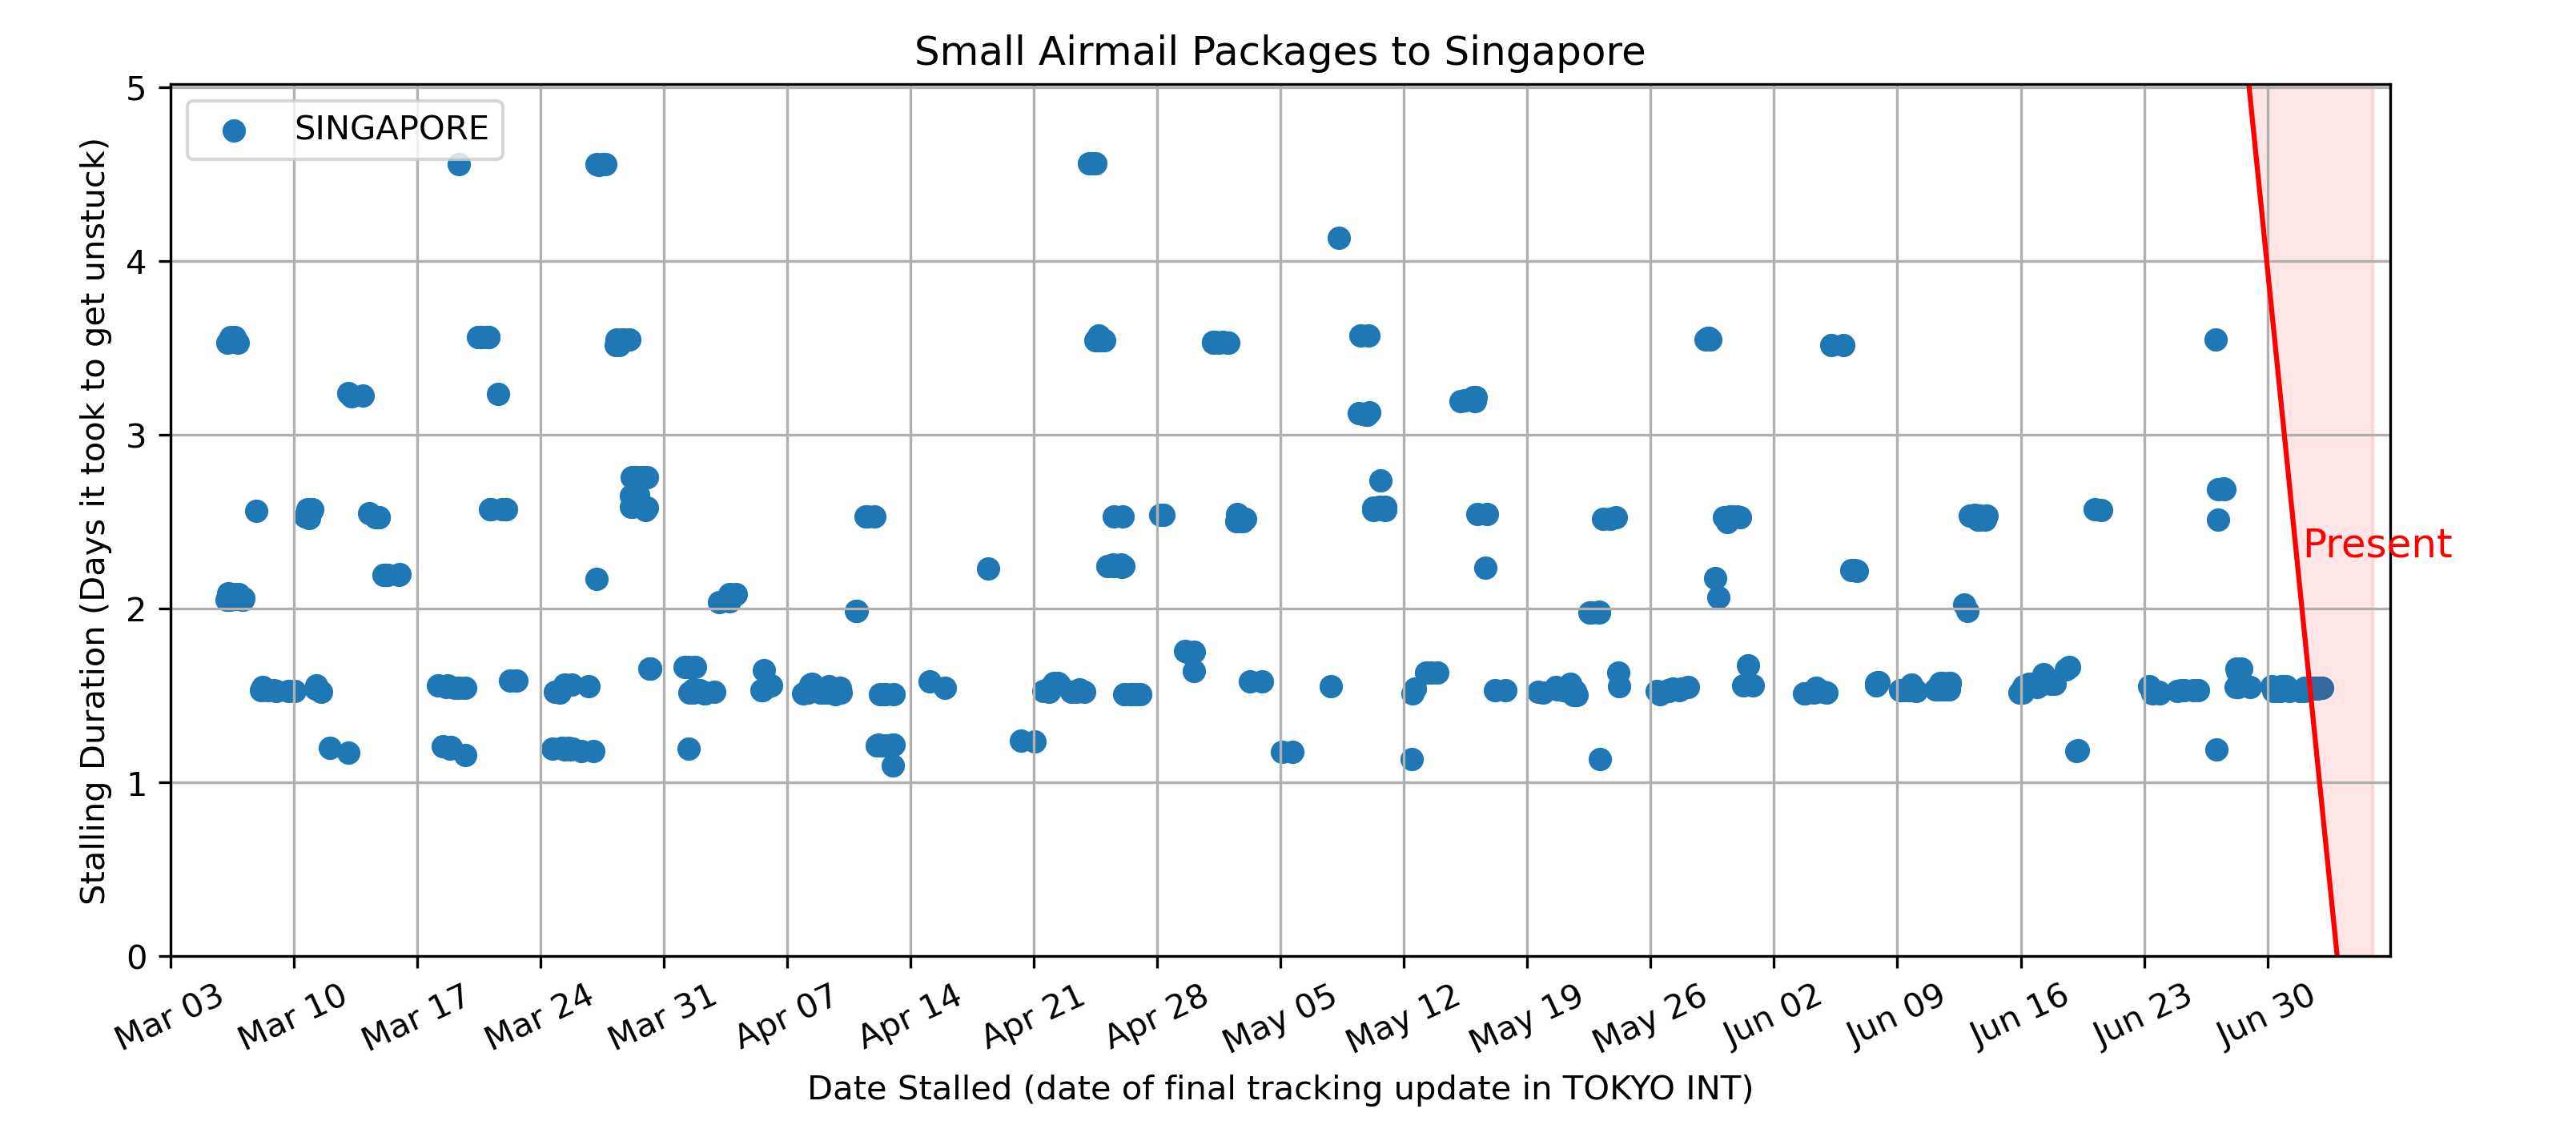 Small Airmail Packages to Singapore
SINGAPORE
Stalling Duration (Days it took to get unstuck)
5
4
3
2
1
0
Present
Mar 03
Mar 10
Mar 17
Mar 24
Mar 31
Apr 07
Apr 14
Apr 21
Apr 28
May 05
May 12
May 19
May 26
Jun 02
Jun 09
Jun 16
Jun 23
Jun 30
Date Stalled (date of final tracking update in TOKYO INT)